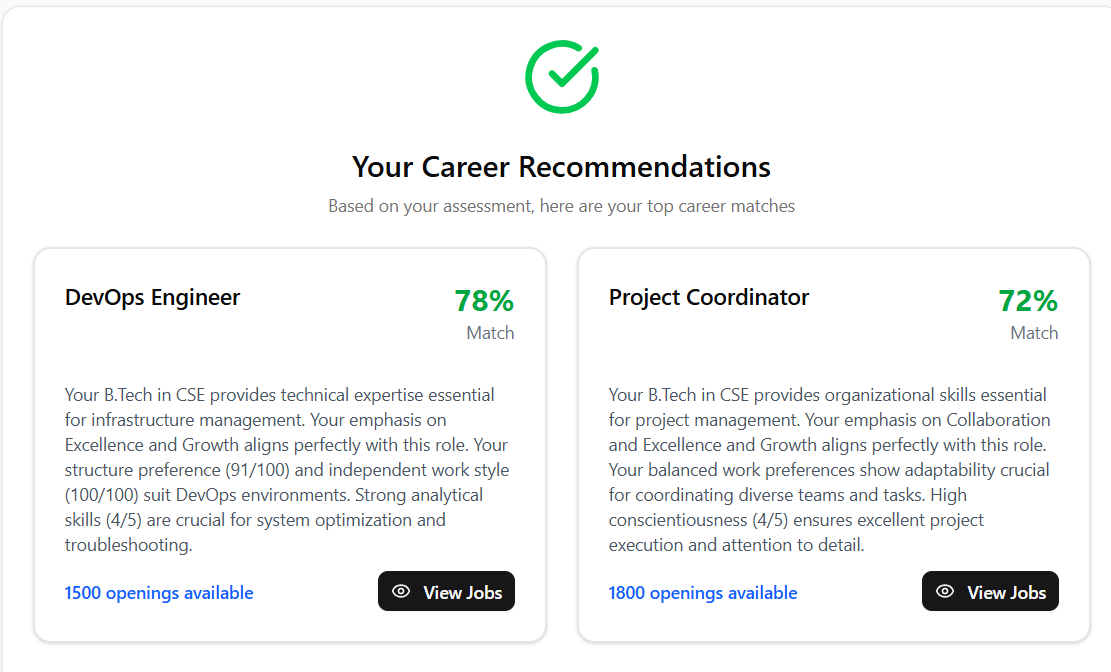 Your Career Recommendations
Based on your assessment, here are your top career matches
DevOps Engineer
78%
Match
Your B.Tech in CSE provides technical expertise essential
for infrastructure management. Your emphasis on
Excellence and Growth aligns perfectly with this role. Your
structure preference (91/100) and independent work style
(100/100) suit DevOps environments. Strong analytical
skills (4/5) are crucial for system optimization and
troubleshooting.
1500 openings available
View Jobs
Project Coordinator
72%
Match
Your B.Tech in CSE provides organizational skills essential
for project management. Your emphasis on Collaboration
and Excellence and Growth aligns perfectly with this role.
Your balanced work preferences show adaptability crucial
for coordinating diverse teams and tasks. High
conscientiousness (4/5) ensures excellent project
execution and attention to detail.
1800 openings available
View Jobs